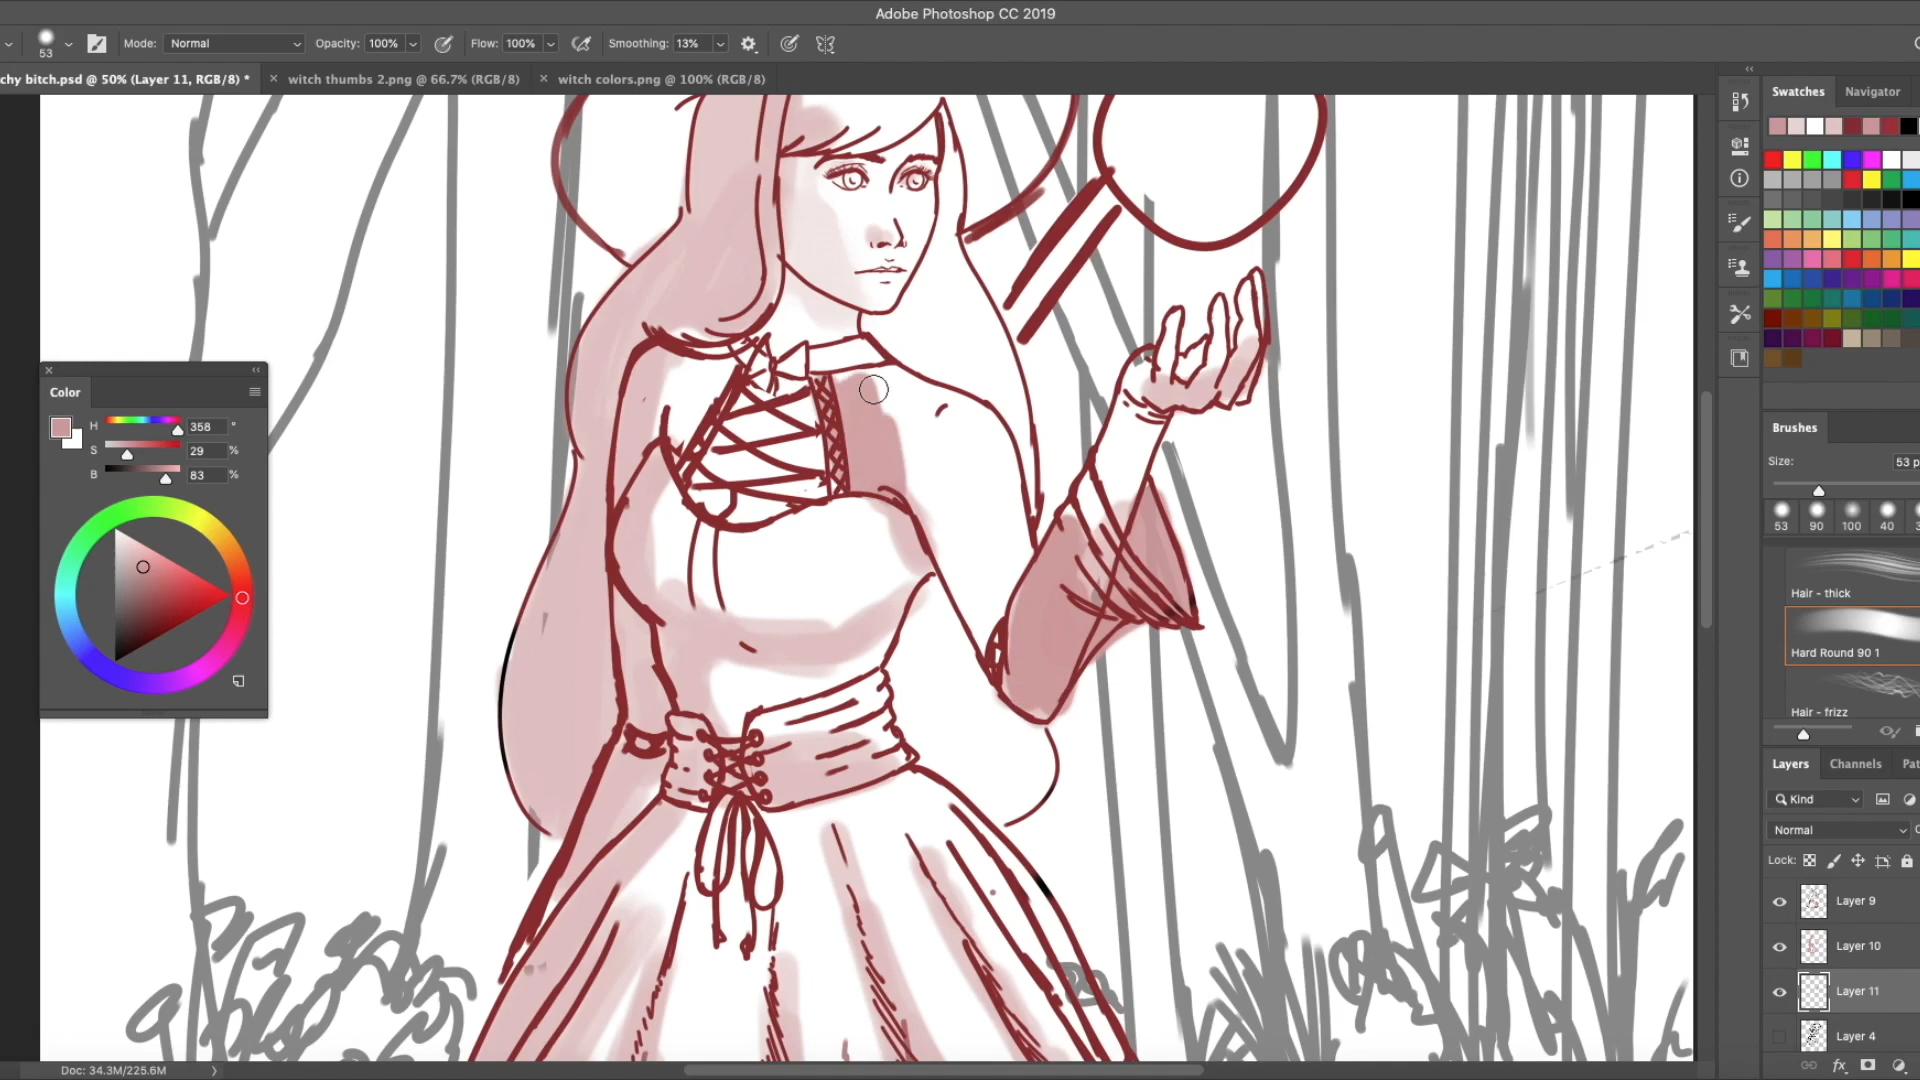 Adobe Photoshop CC 2019
53
Mode: Normal Opacity: 100% Flow: 100% Smoothing: 13%
chy bitch.psd @ 50% (Layer 11, RGB/8) * × witch thumbs 2.png @ 66.7% (RGB/8) × witch colors.png @ 100% (RGB/8)
Swatches Navigator
Color
H 358 °
S 29 %
B 83 %
Brushes
Size: 53 p
53 90 100 40 3
Hair - thick
Hard Round 90 1
Hair - frizz
Layers Channels Pat
Kind
Normal
Lock:
Layer 9
Layer 10
Layer 11
Layer 4
fx
Doc: 34.3M/225.6M